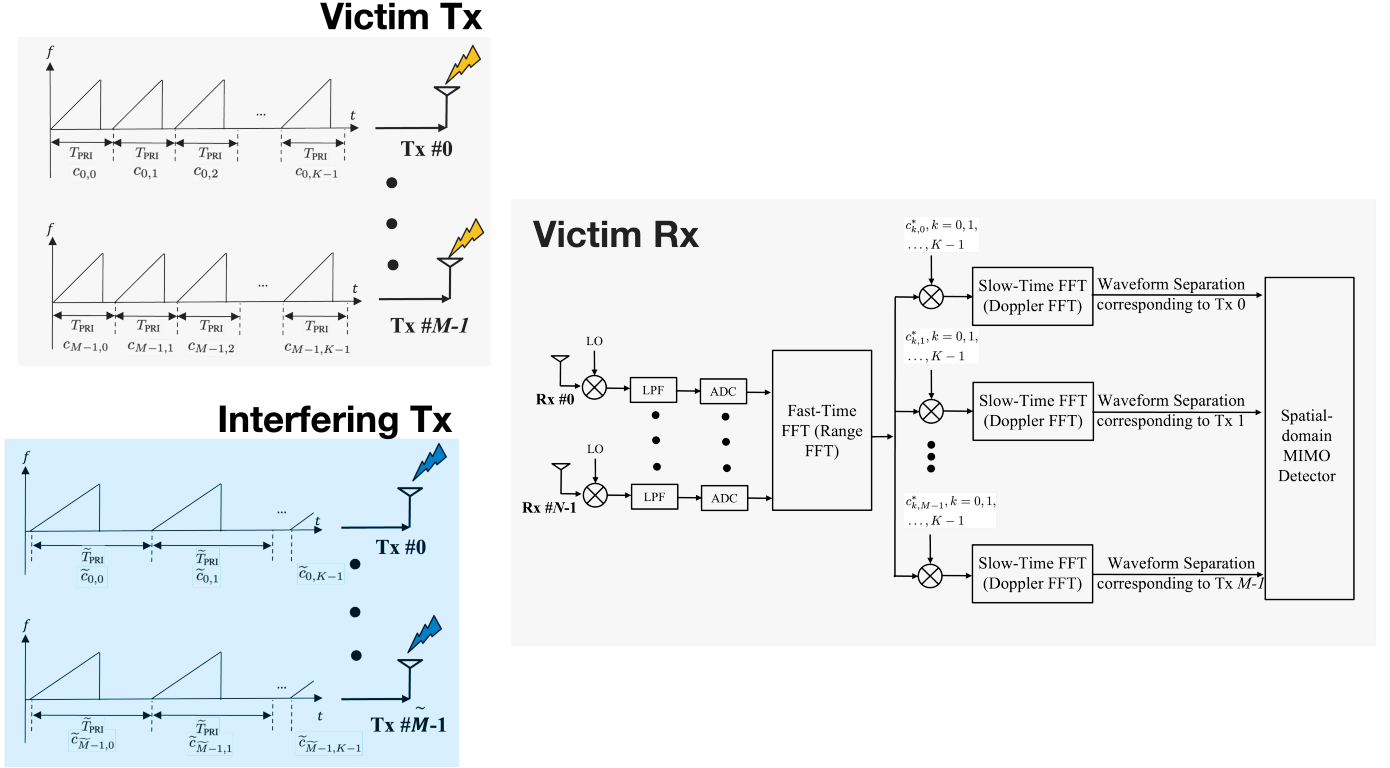 Victim Tx
f
... t
T_PRI T_PRI T_PRI T_PRI
c_{0,0} c_{0,1} c_{0,2} c_{0,K−1}
Tx #0
f
... t
T_PRI T_PRI T_PRI T_PRI
c_{M−1,0} c_{M−1,1} c_{M−1,2} c_{M−1,K−1}
Tx #M-1
Interfering Tx
f
... t
T̃_PRI T̃_PRI
c̃_{0,0} c̃_{0,1} c̃_{0,K−1}
Tx #0
f
... t
T̃_PRI T̃_PRI
c̃_{M̃−1,0} c̃_{M̃−1,1} c̃_{M̃−1,K−1}
Tx #M̃-1
Victim Rx
LO
Rx #0
LPF
ADC
LO
Rx #N-1
LPF
ADC
Fast-Time
FFT (Range
FFT)
c*_{k,0}, k = 0, 1,
..., K − 1
Slow-Time FFT
(Doppler FFT)
Waveform Separation
corresponding to Tx 0
c*_{k,1}, k = 0, 1,
..., K − 1
Slow-Time FFT
(Doppler FFT)
Waveform Separation
corresponding to Tx 1
c*_{k,M−1}, k = 0, 1,
..., K − 1
Slow-Time FFT
(Doppler FFT)
Waveform Separation
corresponding to Tx M-1
Spatial-
domain
MIMO
Detector